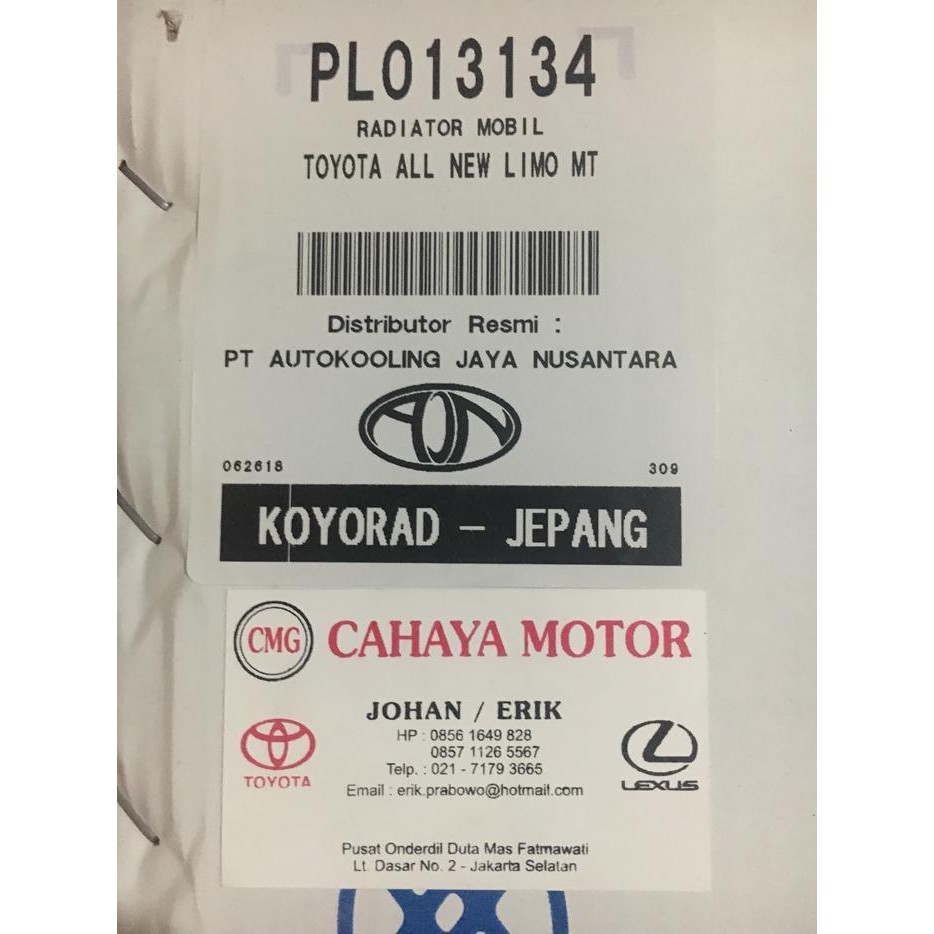 PL013134
RADIATOR MOBIL
TOYOTA ALL NEW LIMO MT
Distributor Resmi :
PT AUTOKOOLING JAYA NUSANTARA
AJN
062618
309
KOYORAD - JEPANG
CMG
CAHAYA MOTOR
JOHAN / ERIK
HP : 0856 1649 828
0857 1126 5567
Telp. : 021 - 7179 3665
Email : erik.prabowo@hotmail.com
TOYOTA
LEXUS
Pusat Onderdil Duta Mas Fatmawati
Lt. Dasar No. 2 - Jakarta Selatan